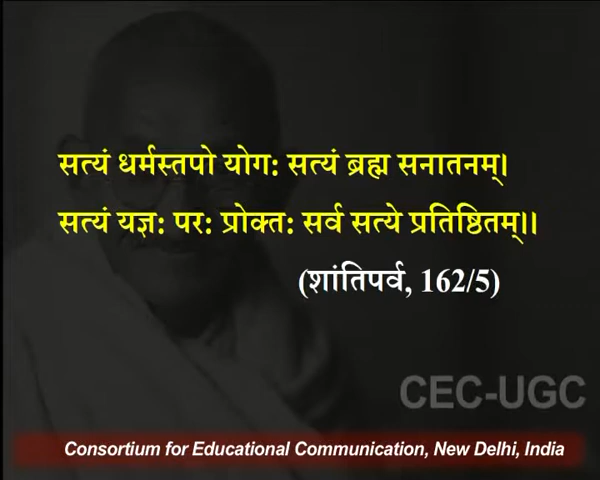 सत्यं धर्मस्तपो योग: सत्यं ब्रह्म सनातनम्।
सत्यं यज्ञ: पर: प्रोक्त: सर्व सत्ये प्रतिष्ठितम्।।
(शांतिपर्व, 162/5)
CEC-UGC
Consortium for Educational Communication, New Delhi, India